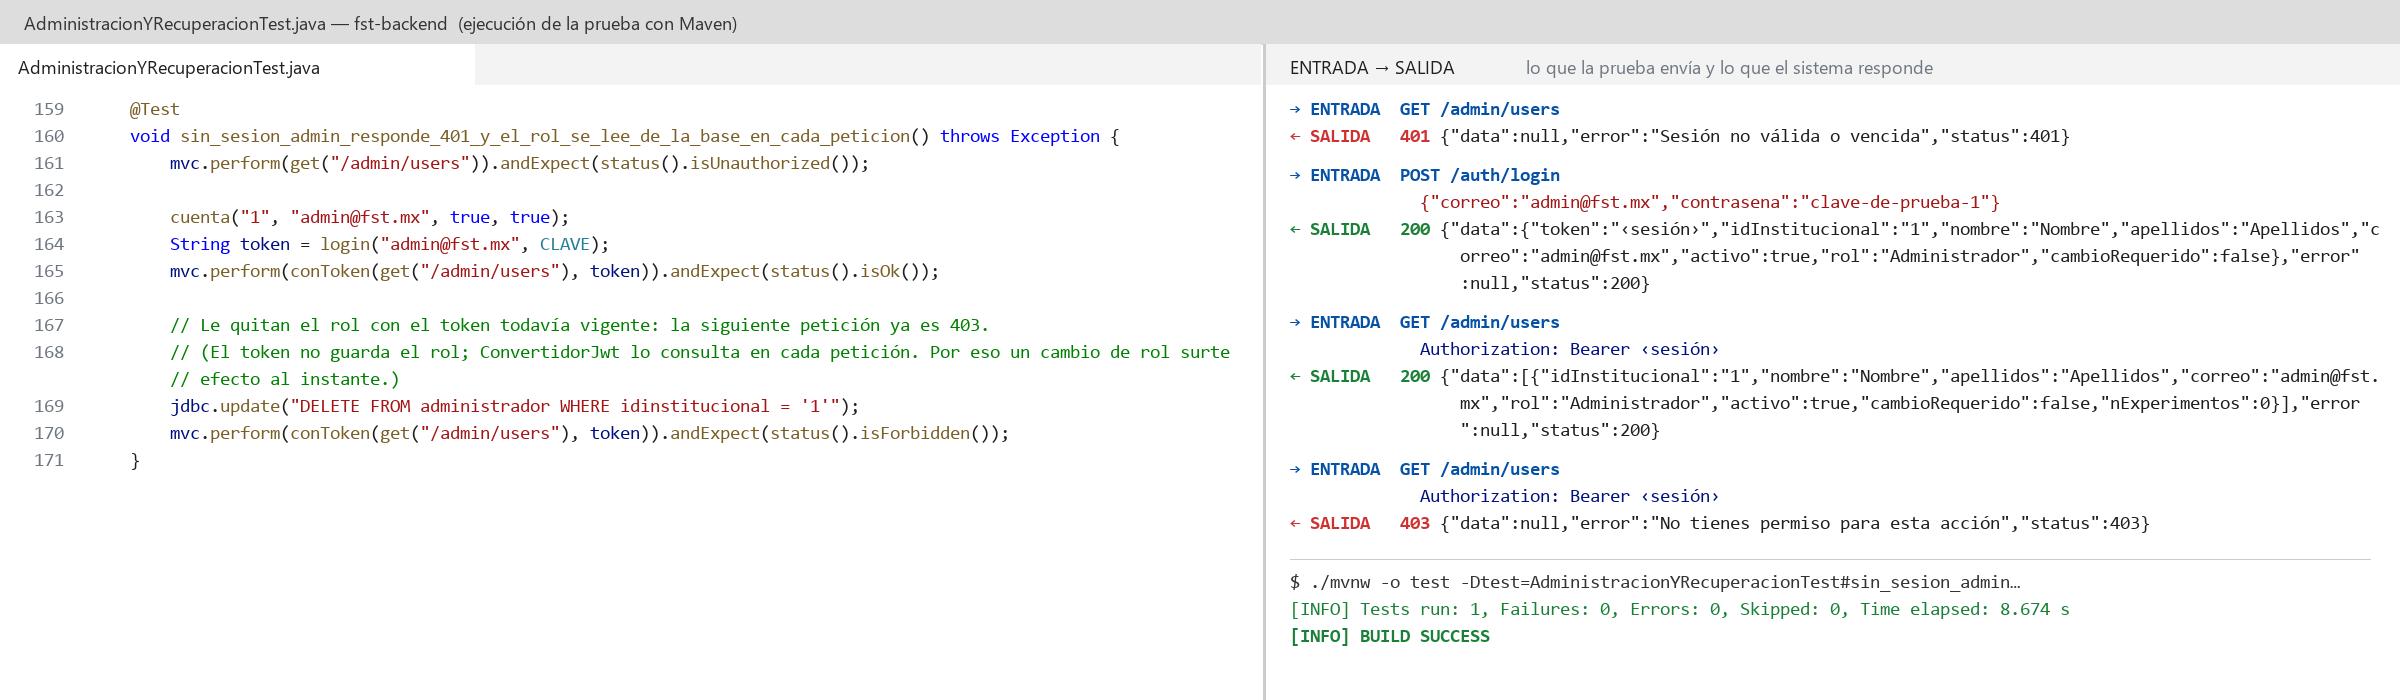 AdministracionYRecuperacionTest.java — fst-backend  (ejecución de la prueba con Maven)
AdministracionYRecuperacionTest.java
159 @Test
160 void sin_sesion_admin_responde_401_y_el_rol_se_lee_de_la_base_en_cada_peticion() throws Exception {
161     mvc.perform(get("/admin/users")).andExpect(status().isUnauthorized());
162
163     cuenta("1", "admin@fst.mx", true, true);
164     String token = login("admin@fst.mx", CLAVE);
165     mvc.perform(conToken(get("/admin/users"), token)).andExpect(status().isOk());
166
167     // Le quitan el rol con el token todavía vigente: la siguiente petición ya es 403.
168     // (El token no guarda el rol; ConvertidorJwt lo consulta en cada petición. Por eso un cambio de rol surte
    // efecto al instante.)
169     jdbc.update("DELETE FROM administrador WHERE idinstitucional = '1'");
170     mvc.perform(conToken(get("/admin/users"), token)).andExpect(status().isForbidden());
171 }
ENTRADA → SALIDA lo que la prueba envía y lo que el sistema responde
→ ENTRADA  GET /admin/users
← SALIDA   401 {"data":null,"error":"Sesión no válida o vencida","status":401}
→ ENTRADA  POST /auth/login
{"correo":"admin@fst.mx","contrasena":"clave-de-prueba-1"}
← SALIDA   200 {"data":{"token":"‹sesión›","idInstitucional":"1","nombre":"Nombre","apellidos":"Apellidos","c
orreo":"admin@fst.mx","activo":true,"rol":"Administrador","cambioRequerido":false},"error"
:null,"status":200}
→ ENTRADA  GET /admin/users
Authorization: Bearer ‹sesión›
← SALIDA   200 {"data":[{"idInstitucional":"1","nombre":"Nombre","apellidos":"Apellidos","correo":"admin@fst.
mx","rol":"Administrador","activo":true,"cambioRequerido":false,"nExperimentos":0}],"error
":null,"status":200}
→ ENTRADA  GET /admin/users
Authorization: Bearer ‹sesión›
← SALIDA   403 {"data":null,"error":"No tienes permiso para esta acción","status":403}
$ ./mvnw -o test -Dtest=AdministracionYRecuperacionTest#sin_sesion_admin…
[INFO] Tests run: 1, Failures: 0, Errors: 0, Skipped: 0, Time elapsed: 8.674 s
[INFO] BUILD SUCCESS